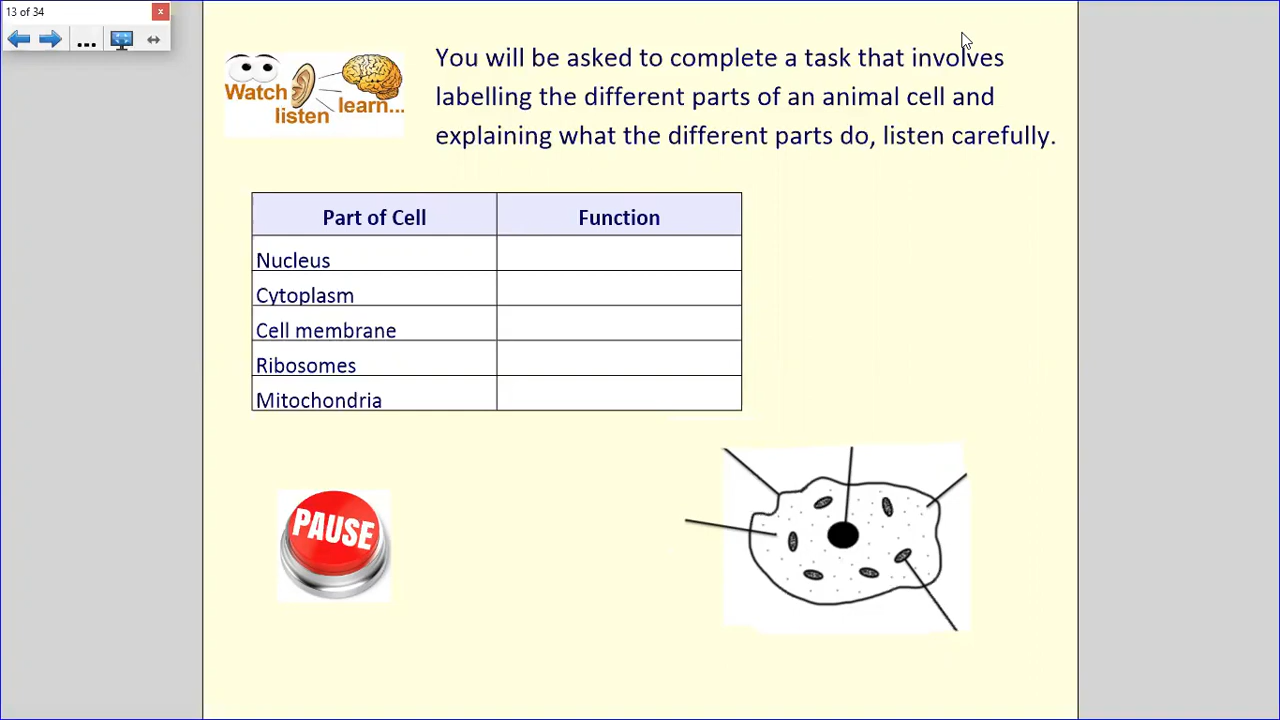 13 of 34
x
...
Watch
listen
learn...
You will be asked to complete a task that involves
labelling the different parts of an animal cell and
explaining what the different parts do, listen carefully.
Part of Cell Function
Nucleus
Cytoplasm
Cell membrane
Ribosomes
Mitochondria
PAUSE